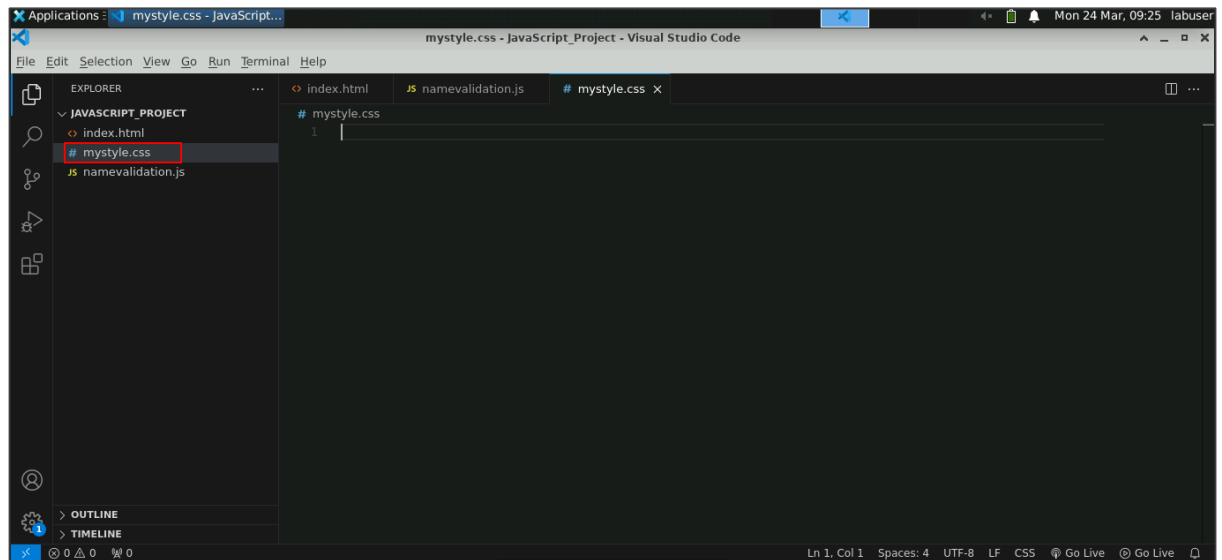 Applications mystyle.css - JavaScript... Mon 24 Mar, 09:25 labuser
mystyle.css - JavaScript_Project - Visual Studio Code
File Edit Selection View Go Run Terminal Help
EXPLORER ... index.html JS namevalidation.js # mystyle.css
JAVASCRIPT_PROJECT # mystyle.css
index.html 1
# mystyle.css
JS namevalidation.js
OUTLINE
1
TIMELINE
0 0 0 Ln 1, Col 1 Spaces: 4 UTF-8 LF CSS Go Live Go Live